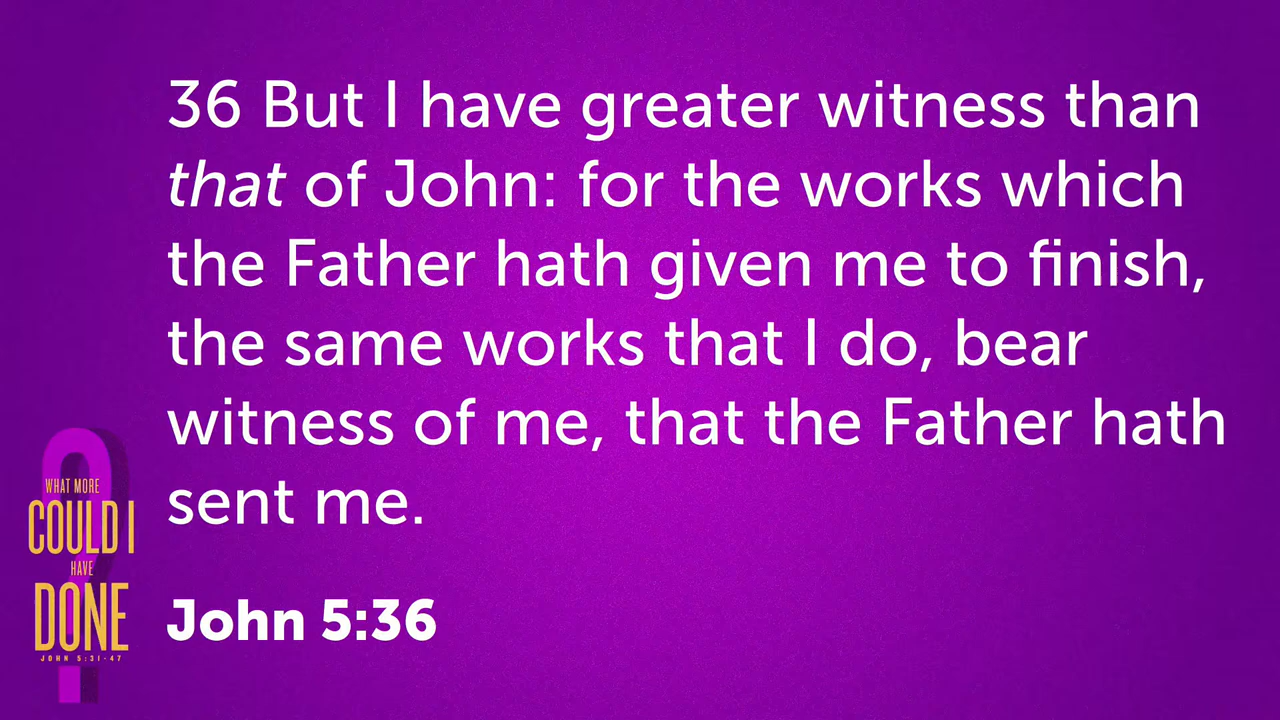 36 But I have greater witness than
that of John: for the works which
the Father hath given me to finish,
the same works that I do, bear
witness of me, that the Father hath
sent me.
John 5:36
WHAT MORE
COULD I
HAVE
DONE
JOHN 5:31-47